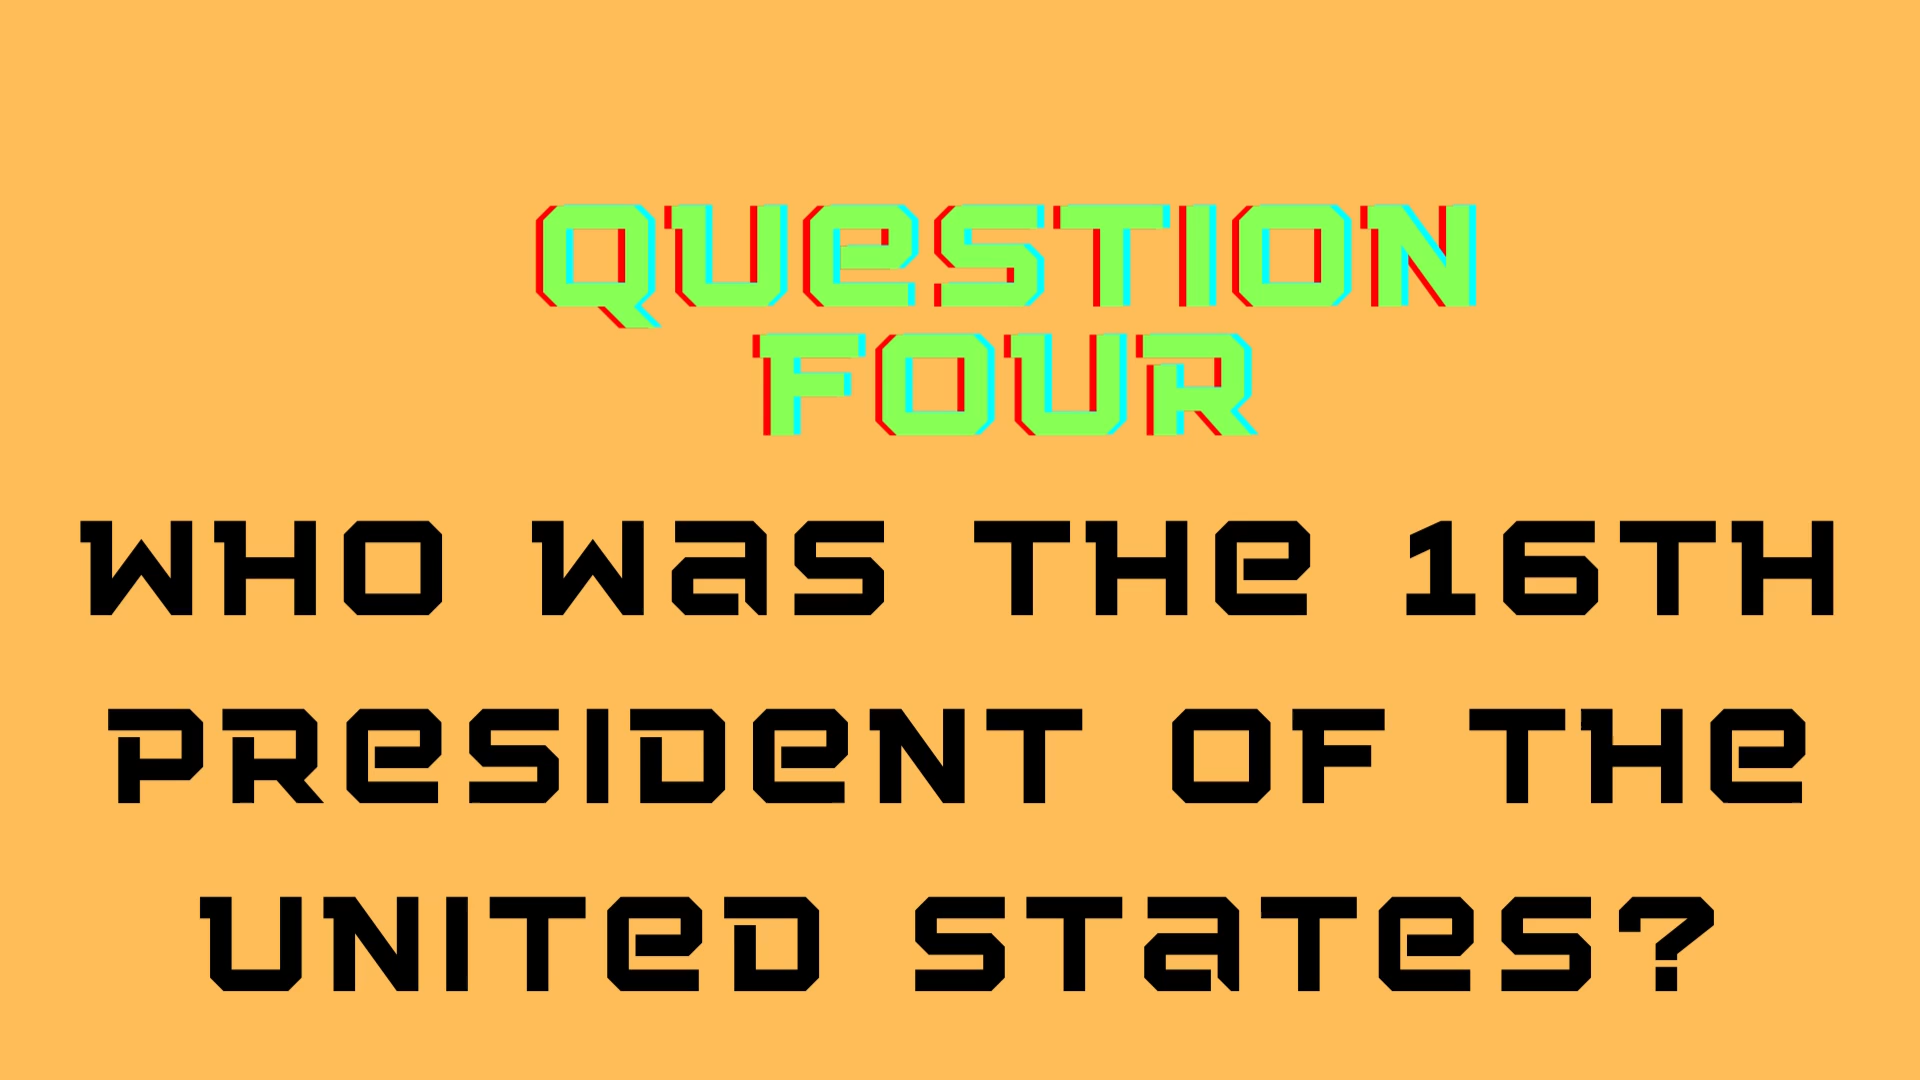 QUESTION
FOUR
WHO WAS THE 16TH
PRESIDENT OF THE
UNITED STATES?